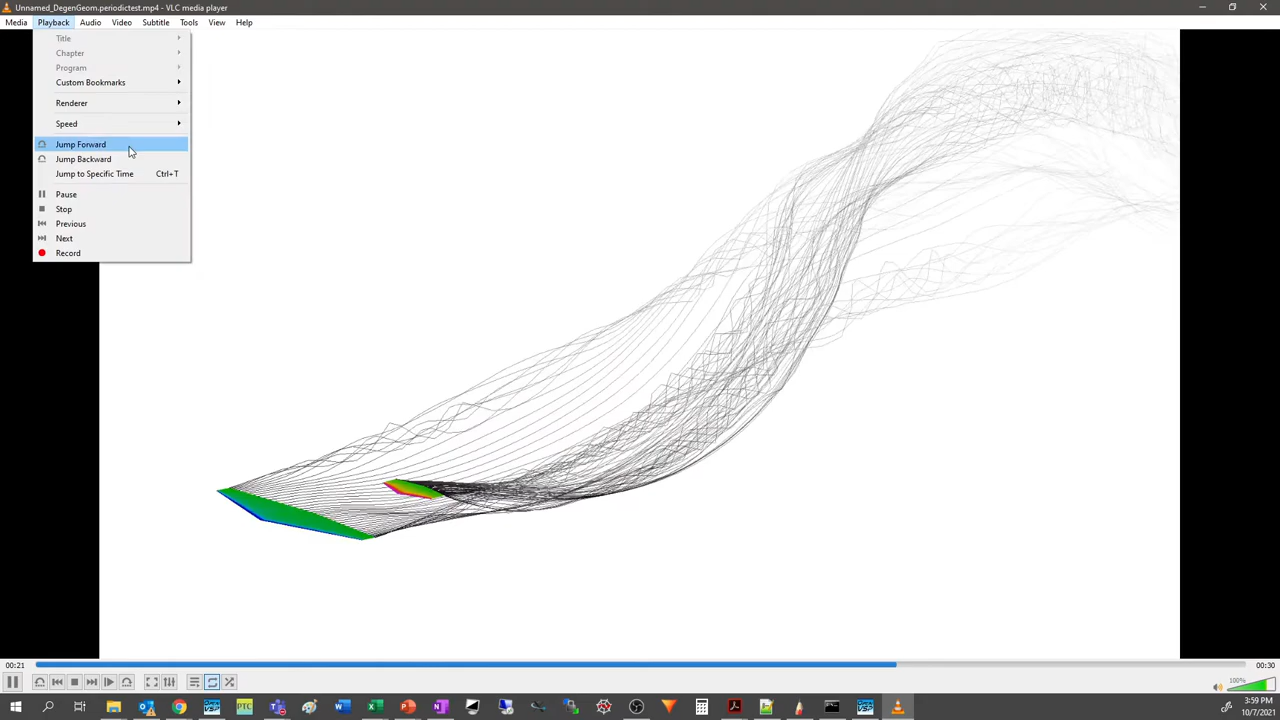 Unnamed_DegenGeom.periodictest.mp4 - VLC media player
Media Playback Audio Video Subtitle Tools View Help
Title
Chapter
Program
Custom Bookmarks
Renderer
Speed
Jump Forward
Jump Backward
Jump to Specific Time Ctrl+T
Pause
Stop
Previous
Next
Record
00:21 00:30
100%
PTC
3:59 PM
10/7/2021